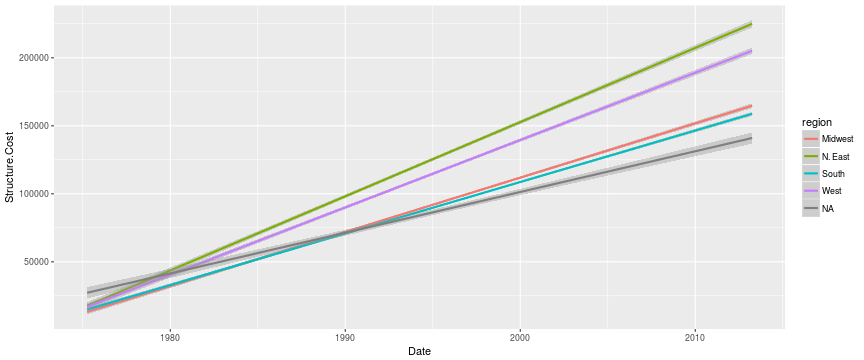 Structure.Cost
200000
150000
100000
50000
1980
1990
2000
2010
Date
region
Midwest
N. East
South
West
NA